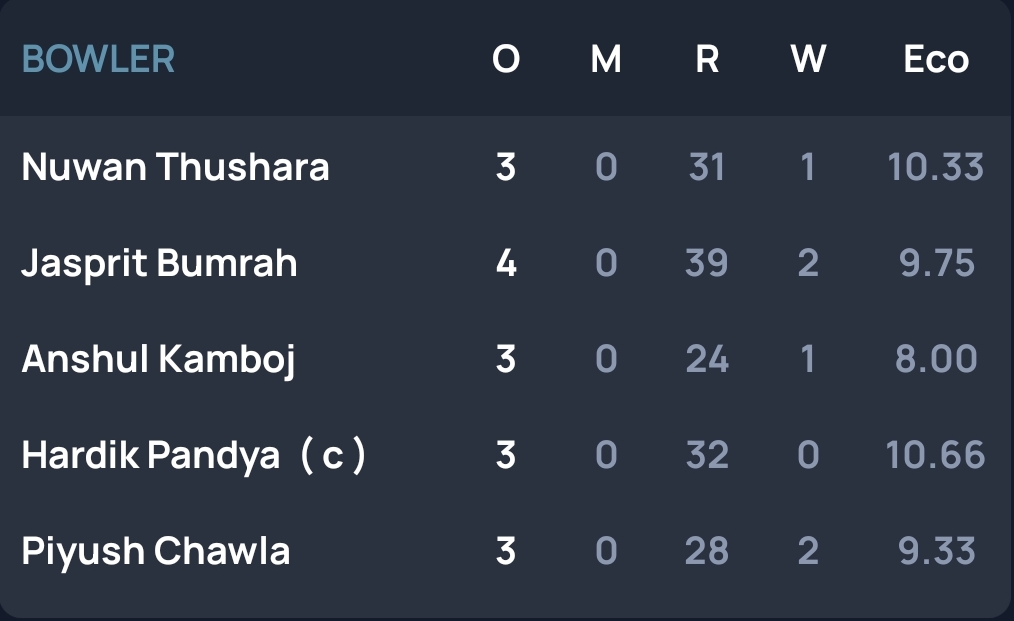 BOWLER O M R W Eco
Nuwan Thushara 3 0 31 1 10.33
Jasprit Bumrah 4 0 39 2 9.75
Anshul Kamboj 3 0 24 1 8.00
Hardik Pandya ( c ) 3 0 32 0 10.66
Piyush Chawla 3 0 28 2 9.33